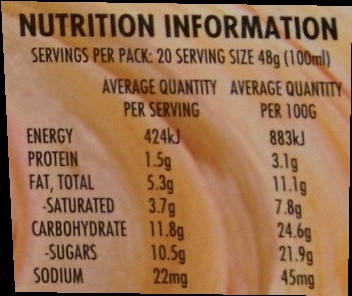 NUTRITION INFORMATION
SERVINGS PER PACK: 20 SERVING SIZE 48g (100ml)
AVERAGE QUANTITY AVERAGE QUANTITY
PER SERVING PER 100G
ENERGY 424kJ 883kJ
PROTEIN 1.5g 3.1g
FAT, TOTAL 5.3g 11.1g
-SATURATED 3.7g 7.8g
CARBOHYDRATE 11.8g 24.6g
-SUGARS 10.5g 21.9g
SODIUM 22mg 45mg